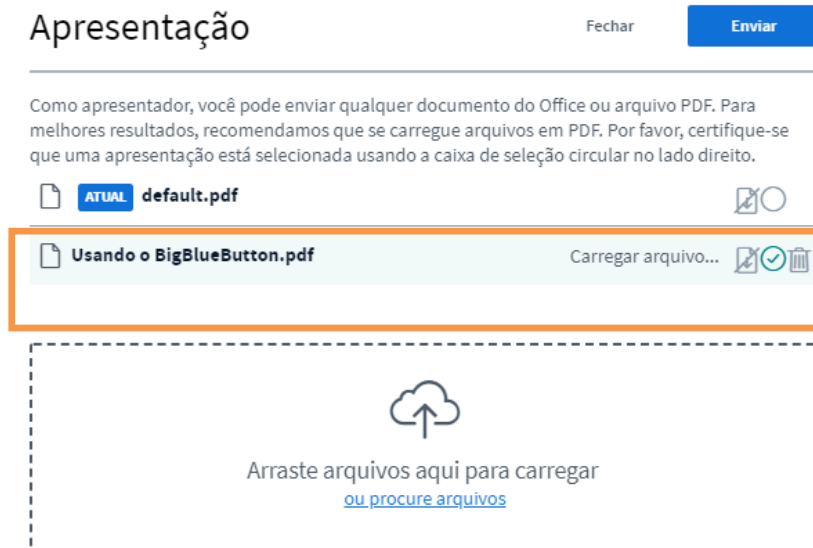 Apresentação
Fechar
Enviar
Como apresentador, você pode enviar qualquer documento do Office ou arquivo PDF. Para
melhores resultados, recomendamos que se carregue arquivos em PDF. Por favor, certifique-se
que uma apresentação está selecionada usando a caixa de seleção circular no lado direito.
ATUAL default.pdf
Usando o BigBlueButton.pdf Carregar arquivo...
Arraste arquivos aqui para carregar
ou procure arquivos